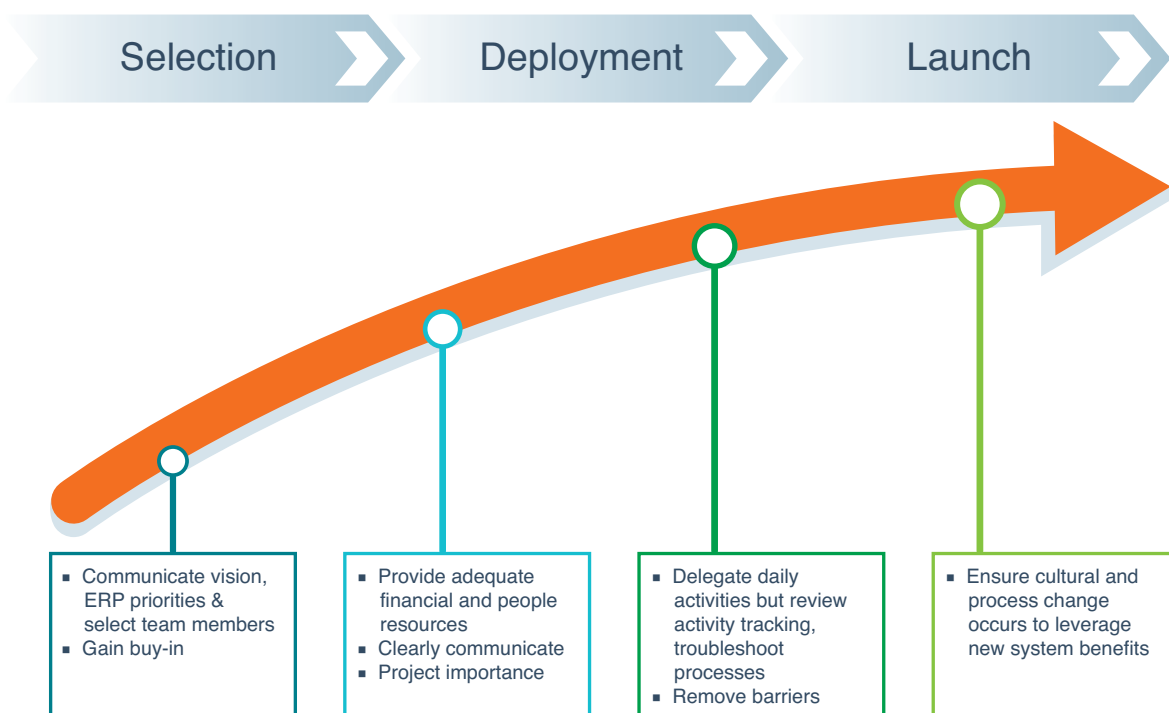 Selection
Deployment
Launch
▪ Communicate vision,
ERP priorities &
select team members
▪ Gain buy-in
▪ Provide adequate
financial and people
resources
▪ Clearly communicate
▪ Project importance
▪ Delegate daily
activities but review
activity tracking,
troubleshoot
processes
▪ Remove barriers
▪ Ensure cultural and
process change
occurs to leverage
new system benefits